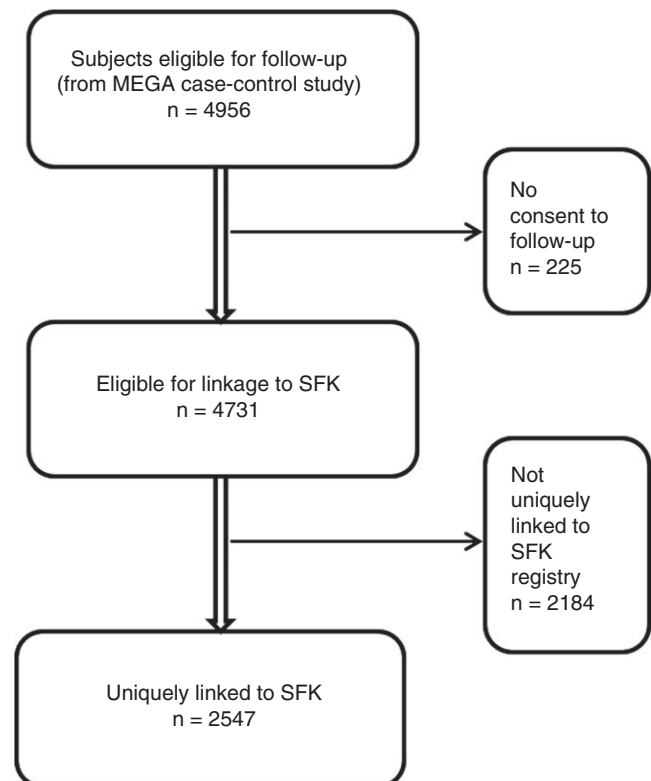 Subjects eligible for follow-up
(from MEGA case-control study)
n = 4956
No
consent to
follow-up
n = 225
Eligible for linkage to SFK
n = 4731
Not
uniquely
linked to
SFK
registry
n = 2184
Uniquely linked to SFK
n = 2547